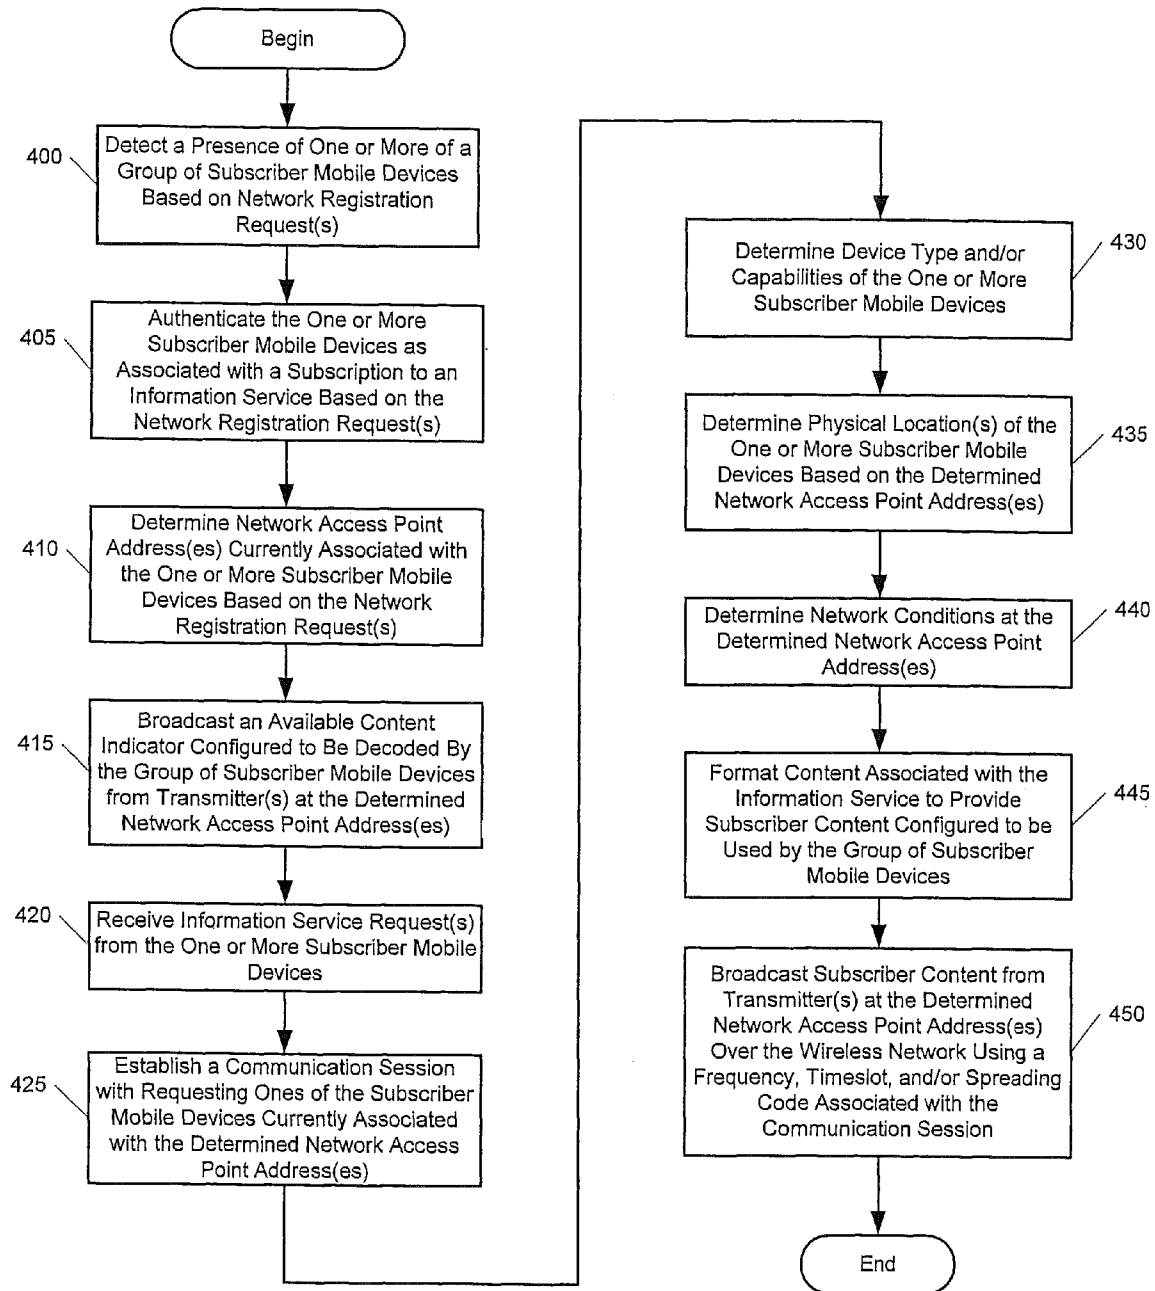 Begin
400
Detect a Presence of One or More of a
Group of Subscriber Mobile Devices
Based on Network Registration
Request(s)
405
Authenticate the One or More
Subscriber Mobile Devices as
Associated with a Subscription to an
Information Service Based on the
Network Registration Request(s)
410
Determine Network Access Point
Address(es) Currently Associated with
the One or More Subscriber Mobile
Devices Based on the Network
Registration Request(s)
415
Broadcast an Available Content
Indicator Configured to Be Decoded By
the Group of Subscriber Mobile Devices
from Transmitter(s) at the Determined
Network Access Point Address(es)
420
Receive Information Service Request(s)
from the One or More Subscriber Mobile
Devices
425
Establish a Communication Session
with Requesting Ones of the Subscriber
Mobile Devices Currently Associated
with the Determined Network Access
Point Address(es)
430
Determine Device Type and/or
Capabilities of the One or More
Subscriber Mobile Devices
435
Determine Physical Location(s) of the
One or More Subscriber Mobile
Devices Based on the Determined
Network Access Point Address(es)
440
Determine Network Conditions at the
Determined Network Access Point
Address(es)
445
Format Content Associated with the
Information Service to Provide
Subscriber Content Configured to be
Used by the Group of Subscriber
Mobile Devices
450
Broadcast Subscriber Content from
Transmitter(s) at the Determined
Network Access Point Address(es)
Over the Wireless Network Using a
Frequency, Timeslot, and/or Spreading
Code Associated with the
Communication Session
End